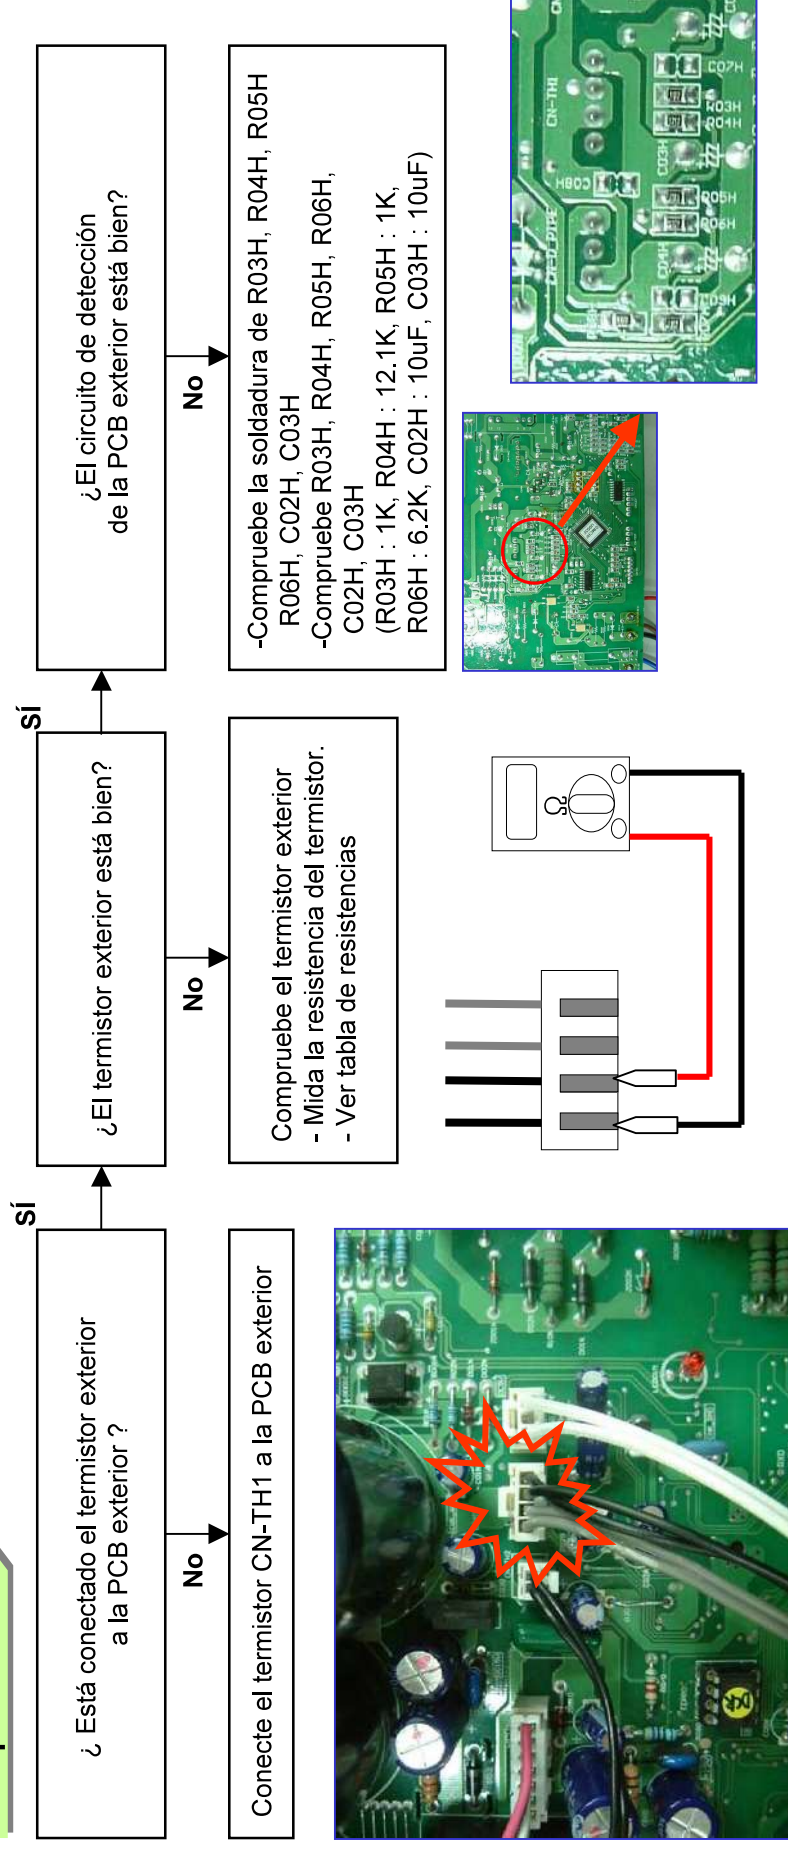 ¿ Está conectado el termistor exterior
a la PCB exterior ?
SÍ
¿El termistor exterior está bien?
SÍ
¿El circuito de detección
de la PCB exterior está bien?
No
No
No
Conecte el termistor CN-TH1 a la PCB exterior
Compruebe el termistor exterior
- Mida la resistencia del termistor.
- Ver tabla de resistencias
-Compruebe la soldadura de R03H, R04H, R05H
R06H, C02H, C03H
-Compruebe R03H, R04H, R05H, R06H,
C02H, C03H
(R03H : 1K, R04H : 12.1K, R05H : 1K,
R06H : 6.2K, C02H : 10uF, C03H : 10uF)
Ω
CN-TH1
C07H
R03H
R04H
C03H
C08H
R05H
R06H
C04H
C09H